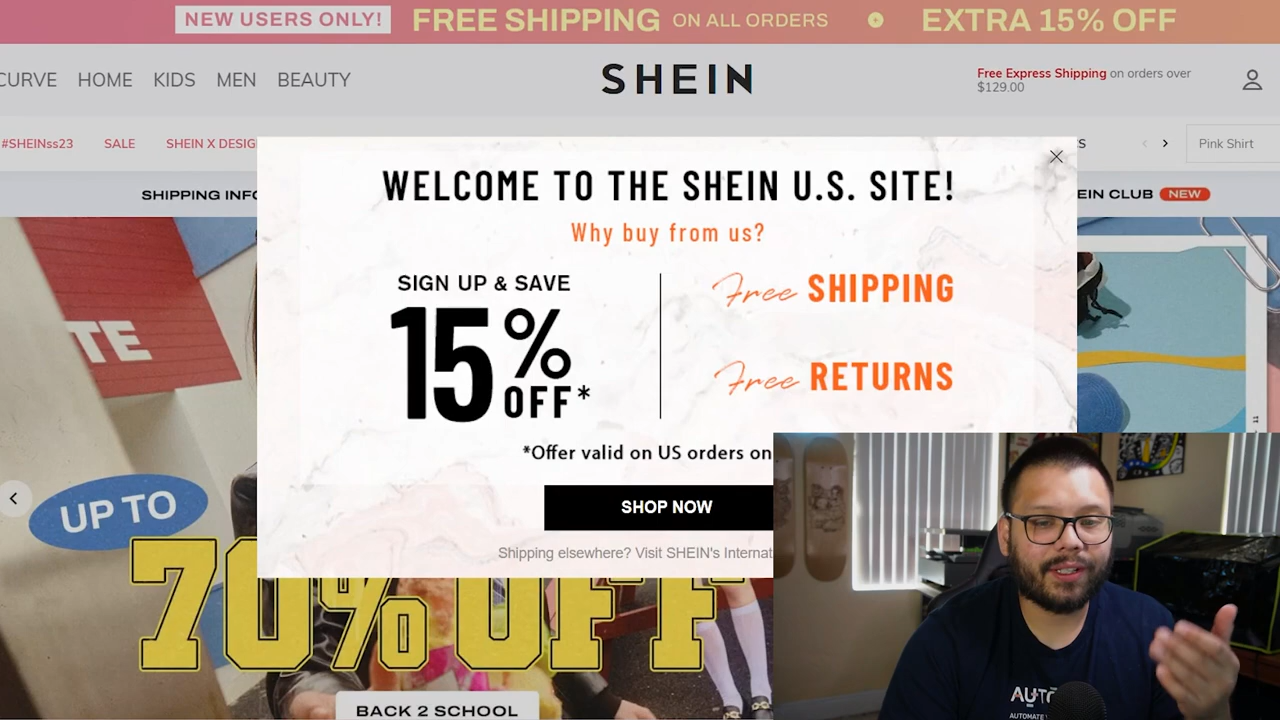 NEW USERS ONLY! FREE SHIPPING ON ALL ORDERS EXTRA 15% OFF
CURVE HOME KIDS MEN BEAUTY
SHEIN
Free Express Shipping on orders over
$129.00
#SHEINss23 SALE SHEIN X DESIG
S
Pink Shirt
SHIPPING INFO
EIN CLUB NEW
WELCOME TO THE SHEIN U.S. SITE!
Why buy from us?
SIGN UP & SAVE
15% OFF*
Free SHIPPING
Free RETURNS
*Offer valid on US orders on
SHOP NOW
Shipping elsewhere? Visit SHEIN's Internat
TE
UP TO
70% OFF
BACK 2 SCHOOL
AUTO
AUTOMATE